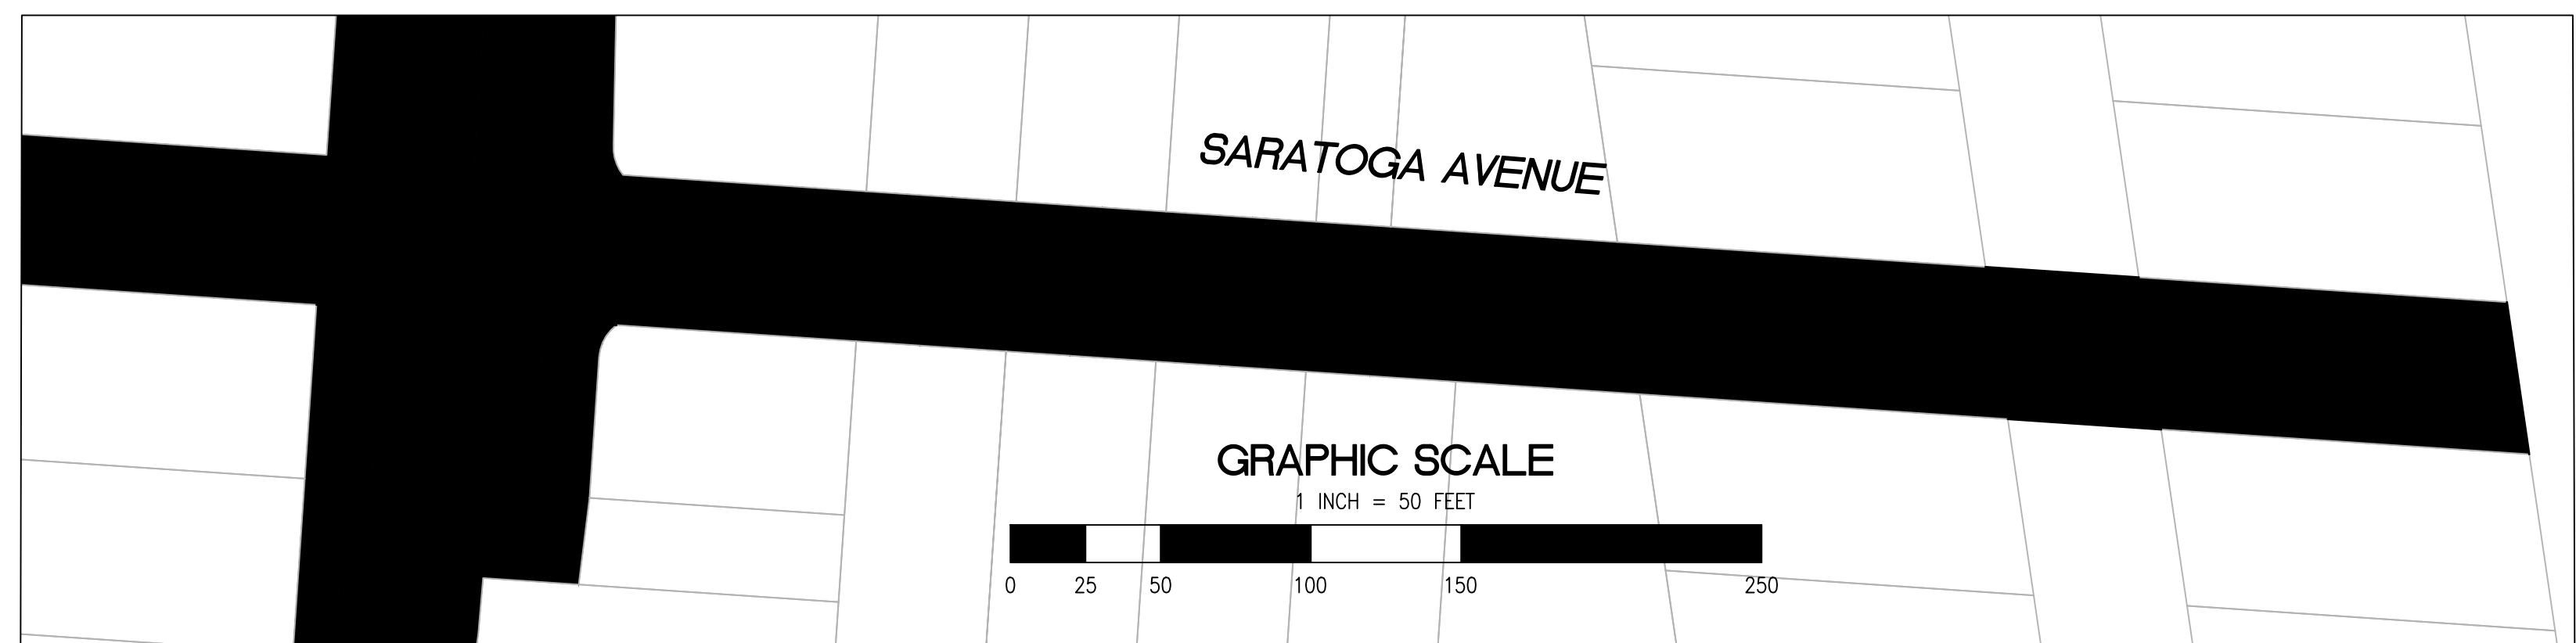 SARATOGA AVENUE
GRAPHIC SCALE
1 INCH = 50 FEET
0 25 50 100 150 250